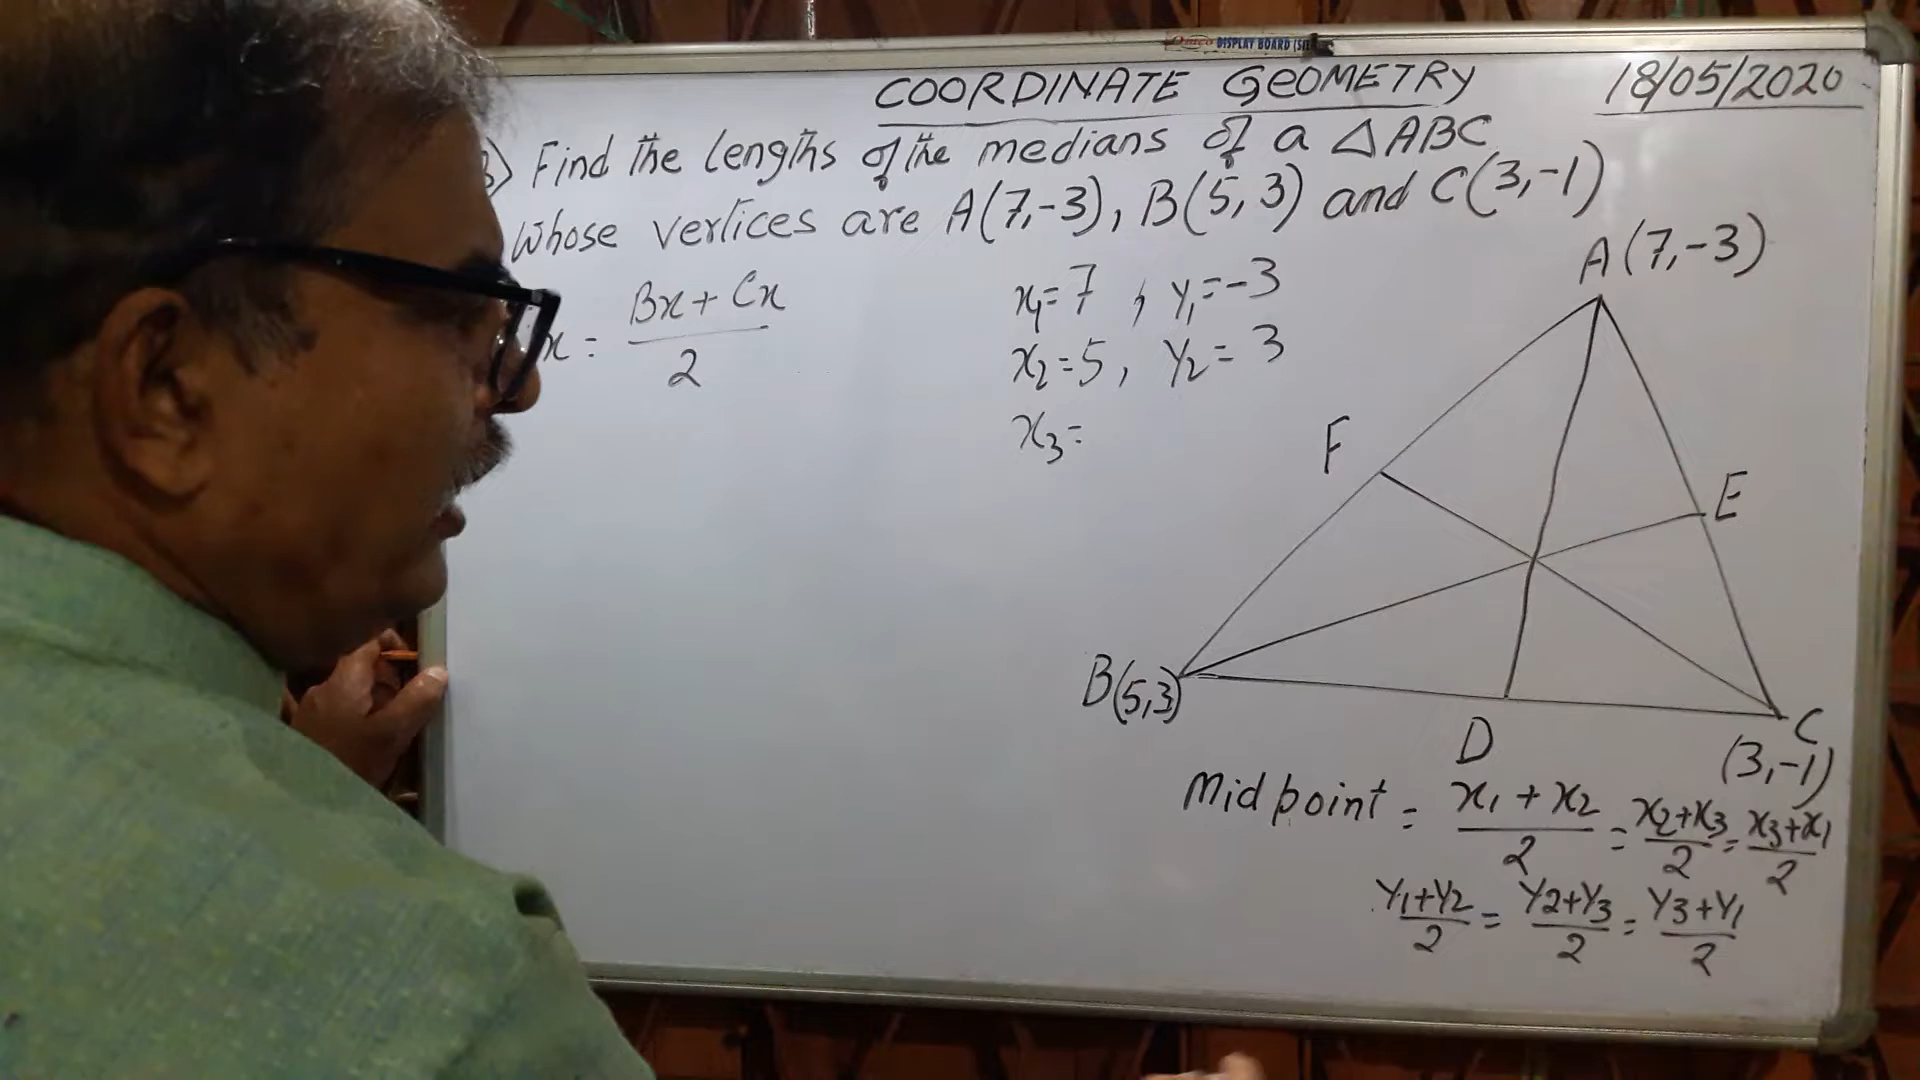 DISPLAY BOARD
COORDINATE GEOMETRY
18/05/2020
Find the lengths of the medians of a △ABC
Whose vertices are A(7,-3), B(5,3) and C(3,-1)
x = Bx + Cx / 2
x1 = 7 , y1 = -3
x2 = 5 , y2 = 3
x3 =
A(7,-3)
F
E
B(5,3)
D
C
(3,-1)
Midpoint = x1 + x2 / 2 = x2 + x3 / 2 = x3 + x1 / 2
y1 + y2 / 2 = y2 + y3 / 2 = y3 + y1 / 2